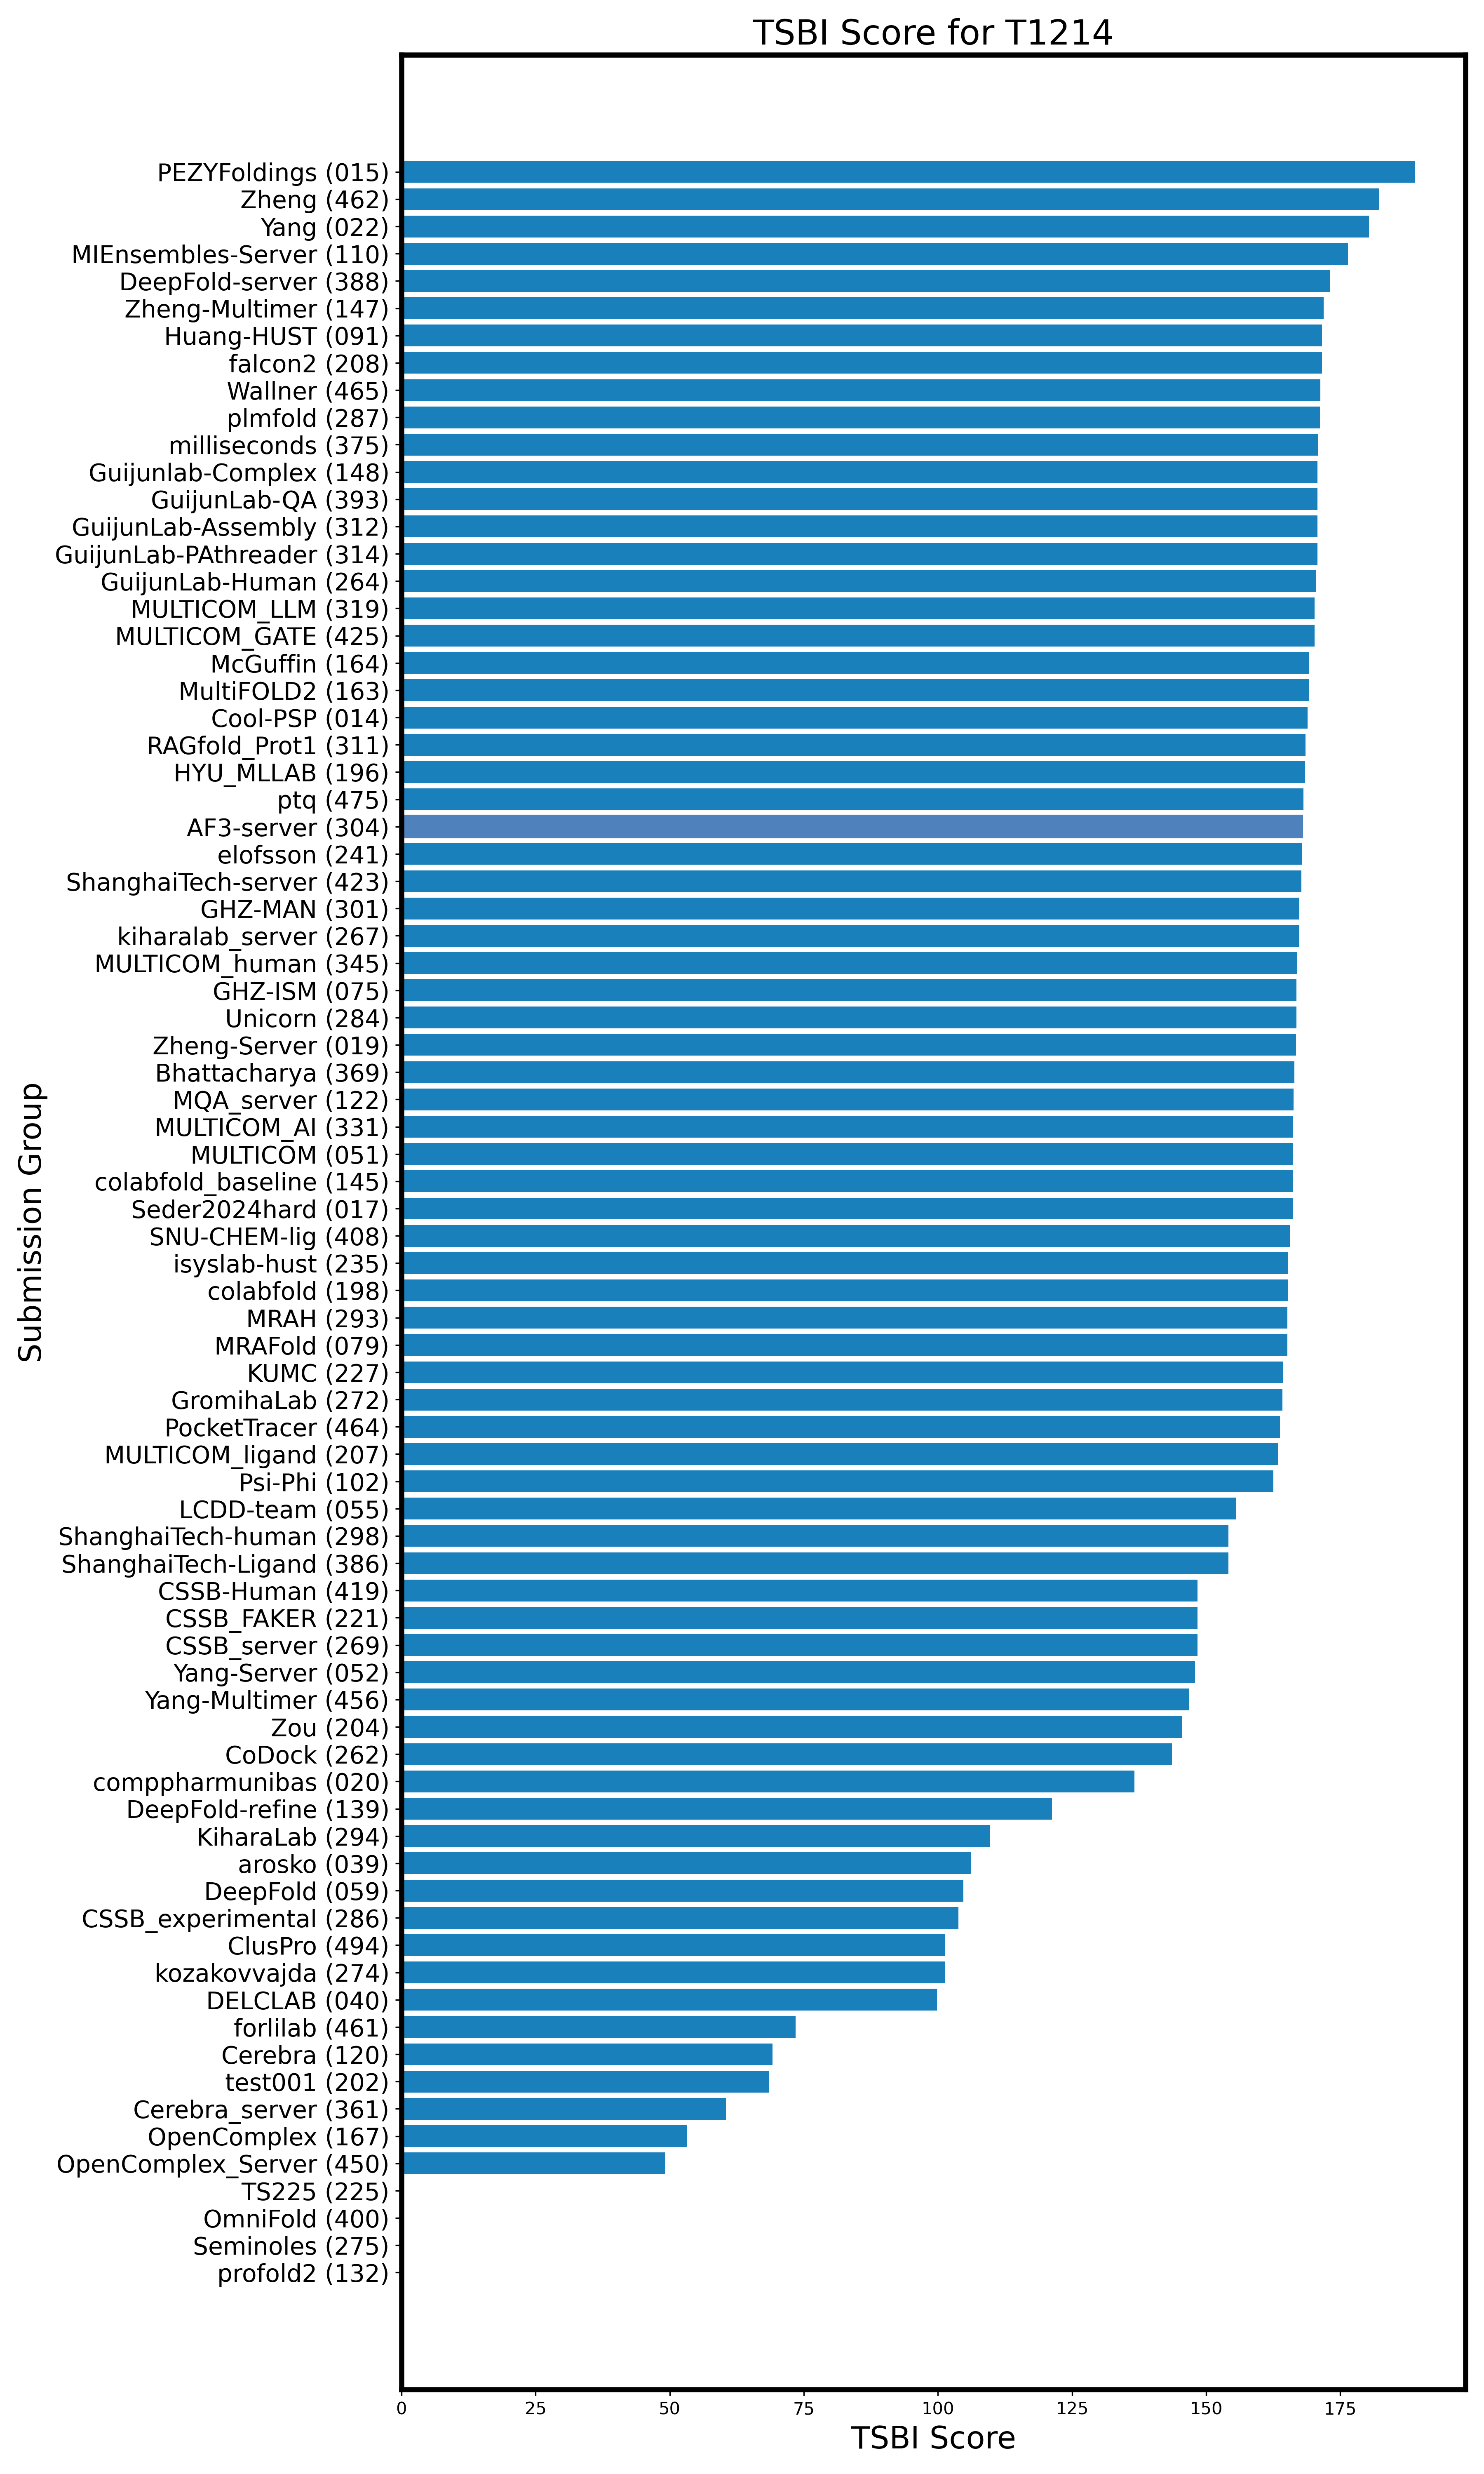 TSBI Score for T1214
PEZYFoldings (015)
Zheng (462)
Yang (022)
MIEnsembles-Server (110)
DeepFold-server (388)
Zheng-Multimer (147)
Huang-HUST (091)
falcon2 (208)
Wallner (465)
plmfold (287)
milliseconds (375)
Guijunlab-Complex (148)
GuijunLab-QA (393)
GuijunLab-Assembly (312)
GuijunLab-PAthreader (314)
GuijunLab-Human (264)
MULTICOM_LLM (319)
MULTICOM_GATE (425)
McGuffin (164)
MultiFOLD2 (163)
Cool-PSP (014)
RAGfold_Prot1 (311)
HYU_MLLAB (196)
ptq (475)
AF3-server (304)
elofsson (241)
ShanghaiTech-server (423)
GHZ-MAN (301)
kiharalab_server (267)
MULTICOM_human (345)
GHZ-ISM (075)
Unicorn (284)
Zheng-Server (019)
Bhattacharya (369)
MQA_server (122)
MULTICOM_AI (331)
MULTICOM (051)
colabfold_baseline (145)
Seder2024hard (017)
SNU-CHEM-lig (408)
isyslab-hust (235)
colabfold (198)
MRAH (293)
MRAFold (079)
KUMC (227)
GromihaLab (272)
PocketTracer (464)
MULTICOM_ligand (207)
Psi-Phi (102)
LCDD-team (055)
ShanghaiTech-human (298)
ShanghaiTech-Ligand (386)
CSSB-Human (419)
CSSB_FAKER (221)
CSSB_server (269)
Yang-Server (052)
Yang-Multimer (456)
Zou (204)
CoDock (262)
comppharmunibas (020)
DeepFold-refine (139)
KiharaLab (294)
arosko (039)
DeepFold (059)
CSSB_experimental (286)
ClusPro (494)
kozakovvajda (274)
DELCLAB (040)
forlilab (461)
Cerebra (120)
test001 (202)
Cerebra_server (361)
OpenComplex (167)
OpenComplex_Server (450)
TS225 (225)
OmniFold (400)
Seminoles (275)
profold2 (132)
Submission Group
0 25 50 75 100 125 150 175
TSBI Score